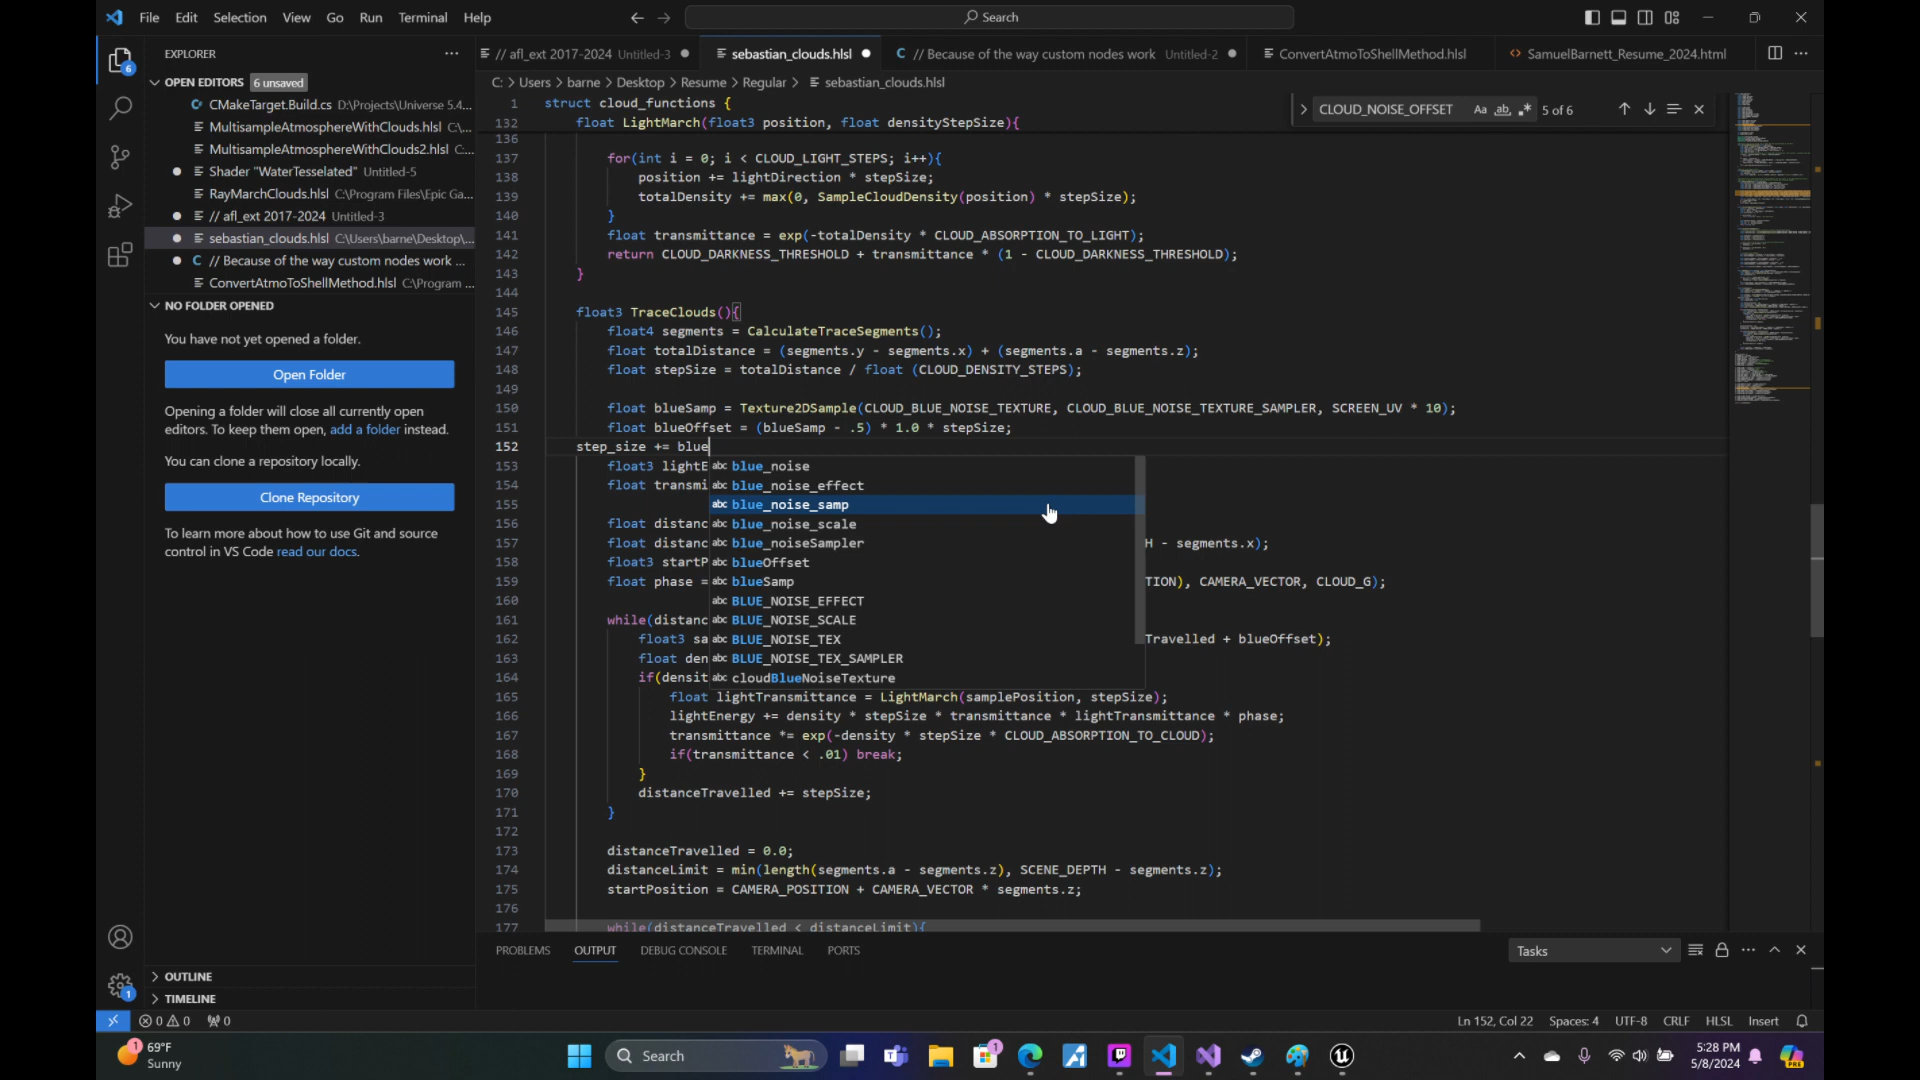 File Edit Selection View Go Run Terminal Help
Search
EXPLORER
OPEN EDITORS 6 unsaved
CMakeTarget.Build.cs D:\Projects\Universe 5.4...
MultisampleAtmosphereWithClouds.hlsl C:\...
MultisampleAtmosphereWithClouds2.hlsl C:...
Shader "WaterTesselated" Untitled-5
RayMarchClouds.hlsl C:\Program Files\Epic Ga...
// afl_ext 2017-2024 Untitled-3
sebastian_clouds.hlsl C:\Users\barne\Desktop\...
// Because of the way custom nodes work ...
ConvertAtmoToShellMethod.hlsl C:\Program ...
NO FOLDER OPENED
You have not yet opened a folder.
Open Folder
Opening a folder will close all currently open
editors. To keep them open, add a folder instead.
You can clone a repository locally.
Clone Repository
To learn more about how to use Git and source
control in VS Code read our docs.
OUTLINE
TIMELINE
// afl_ext 2017-2024 Untitled-3
sebastian_clouds.hlsl
// Because of the way custom nodes work Untitled-2
ConvertAtmoToShellMethod.hlsl
SamuelBarnett_Resume_2024.html
C: > Users > barne > Desktop > Resume > Regular > sebastian_clouds.hlsl
CLOUD_NOISE_OFFSET Aa ab 5 of 6
1 struct cloud_functions {
132 float LightMarch(float3 position, float densityStepSize){
136
137 for(int i = 0; i < CLOUD_LIGHT_STEPS; i++){
138 position += lightDirection * stepSize;
139 totalDensity += max(0, SampleCloudDensity(position) * stepSize);
140 }
141 float transmittance = exp(-totalDensity * CLOUD_ABSORPTION_TO_LIGHT);
142 return CLOUD_DARKNESS_THRESHOLD + transmittance * (1 - CLOUD_DARKNESS_THRESHOLD);
143 }
144
145 float3 TraceClouds(){
146 float4 segments = CalculateTraceSegments();
147 float totalDistance = (segments.y - segments.x) + (segments.a - segments.z);
148 float stepSize = totalDistance / float (CLOUD_DENSITY_STEPS);
149
150 float blueSamp = Texture2DSample(CLOUD_BLUE_NOISE_TEXTURE, CLOUD_BLUE_NOISE_TEXTURE_SAMPLER, SCREEN_UV * 10);
151 float blueOffset = (blueSamp - .5) * 1.0 * stepSize;
152 step_size += blue
153 float3 lightE abc blue_noise
154 float transmi abc blue_noise_effect
155 abc blue_noise_samp
156 float distanc abc blue_noise_scale
157 float distanc abc blue_noiseSampler H - segments.x);
158 float3 startP abc blueOffset
159 float phase = abc blueSamp TION), CAMERA_VECTOR, CLOUD_G);
160 abc BLUE_NOISE_EFFECT
161 while(distanc abc BLUE_NOISE_SCALE
162 float3 sa abc BLUE_NOISE_TEX Travelled + blueOffset);
163 float den abc BLUE_NOISE_TEX_SAMPLER
164 if(densit abc cloudBlueNoiseTexture
165 float lightTransmittance = LightMarch(samplePosition, stepSize);
166 lightEnergy += density * stepSize * transmittance * lightTransmittance * phase;
167 transmittance *= exp(-density * stepSize * CLOUD_ABSORPTION_TO_CLOUD);
168 if(transmittance < .01) break;
169 }
170 distanceTravelled += stepSize;
171 }
172
173 distanceTravelled = 0.0;
174 distanceLimit = min(length(segments.a - segments.z), SCENE_DEPTH - segments.z);
175 startPosition = CAMERA_POSITION + CAMERA_VECTOR * segments.z;
176
177 while(distanceTravelled < distanceLimit){
PROBLEMS OUTPUT DEBUG CONSOLE TERMINAL PORTS
Tasks
0 0 0
Ln 152, Col 22 Spaces: 4 UTF-8 CRLF HLSL Insert
69°F
Sunny
Search
5:28 PM
5/8/2024